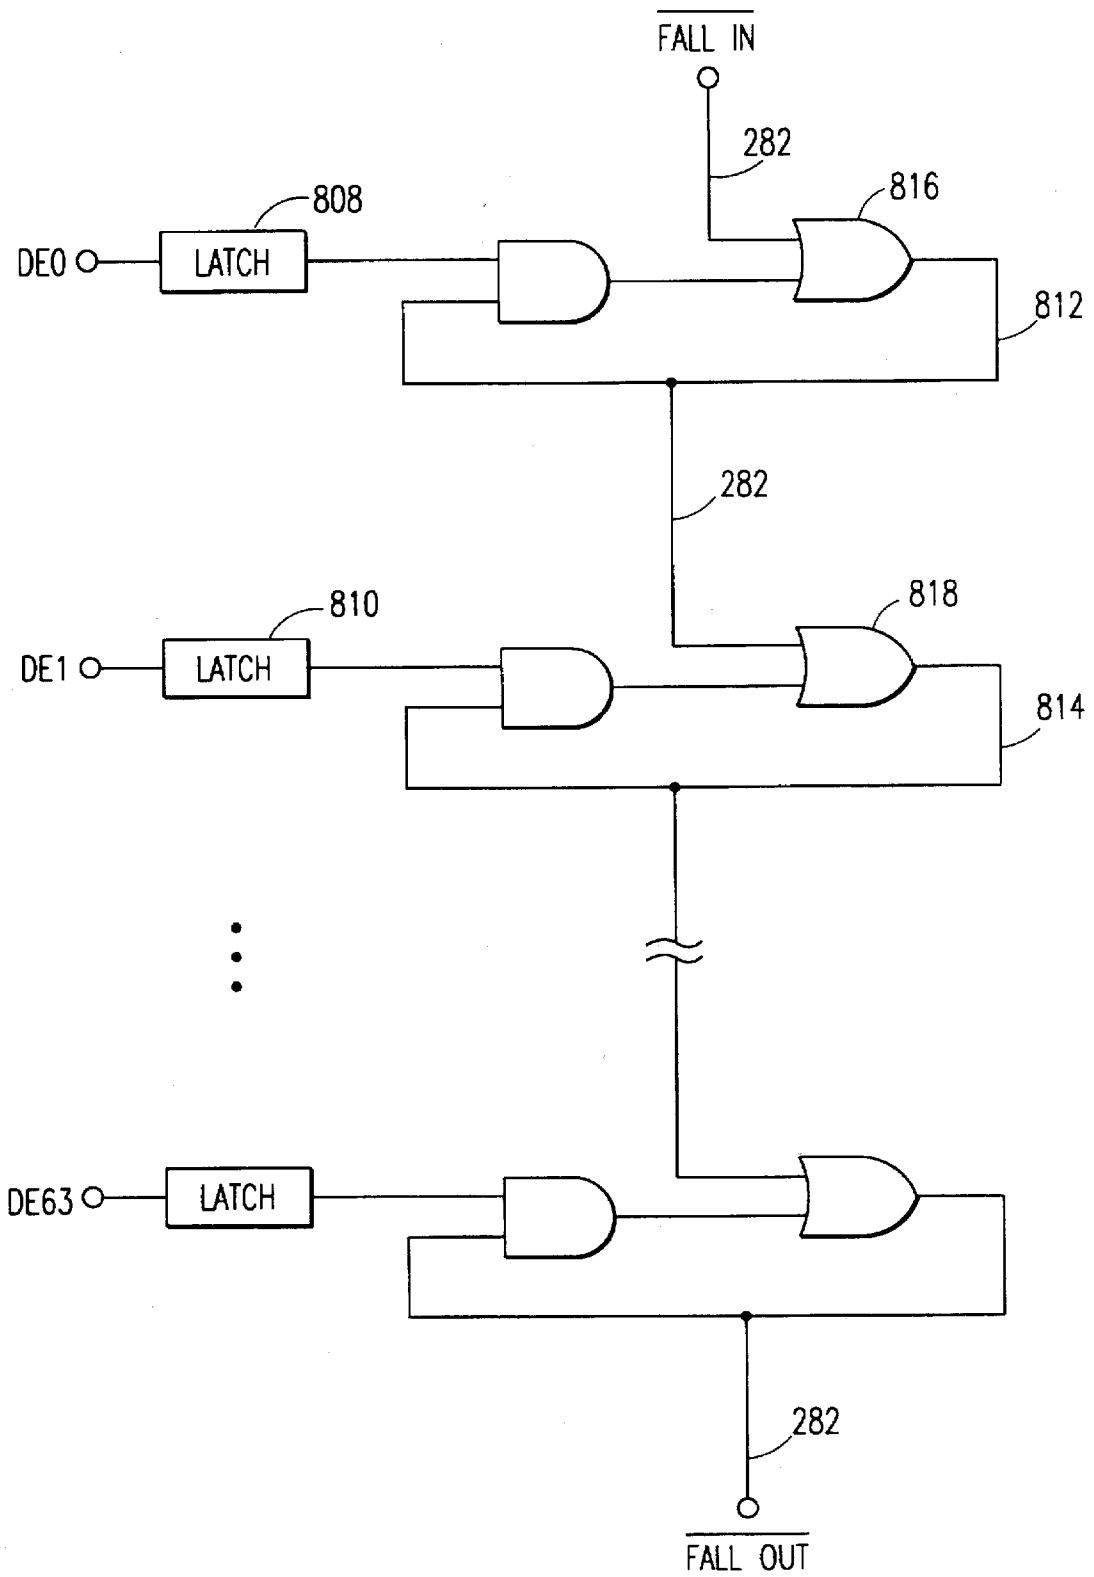 FALL IN
282
816
808
DE0
LATCH
812
282
818
810
DE1
LATCH
814
DE63
LATCH
282
FALL OUT